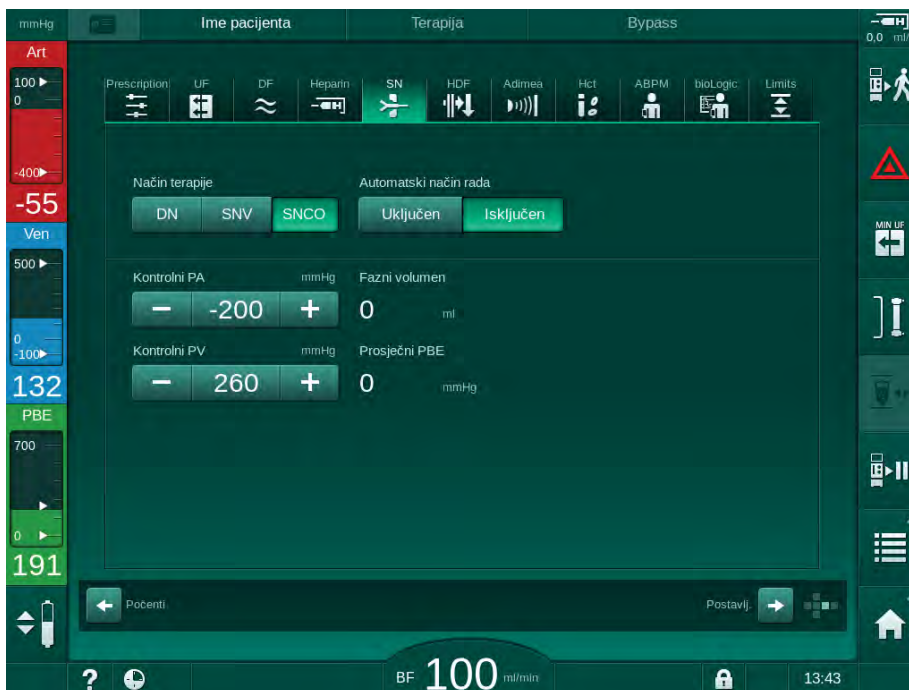 mmHg Ime pacijenta Terapija Bypass
0,0 ml/
Art
100
0
-400
-55
Ven
500
0
-100
132
PBE
700
0
191
Prescription UF DF Heparin SN HDF Adimea Hct ABPM bioLogic Limits
Način terapije Automatski način rada
DN SNV SNCO Uključen Isključen
Kontrolni PA mmHg Fazni volumen
− -200 + 0 ml
Kontrolni PV mmHg Prosječni PBE
− 260 + 0 mmHg
MIN UF
Počenti Postavlj.
? BF 100 ml/min 13:43